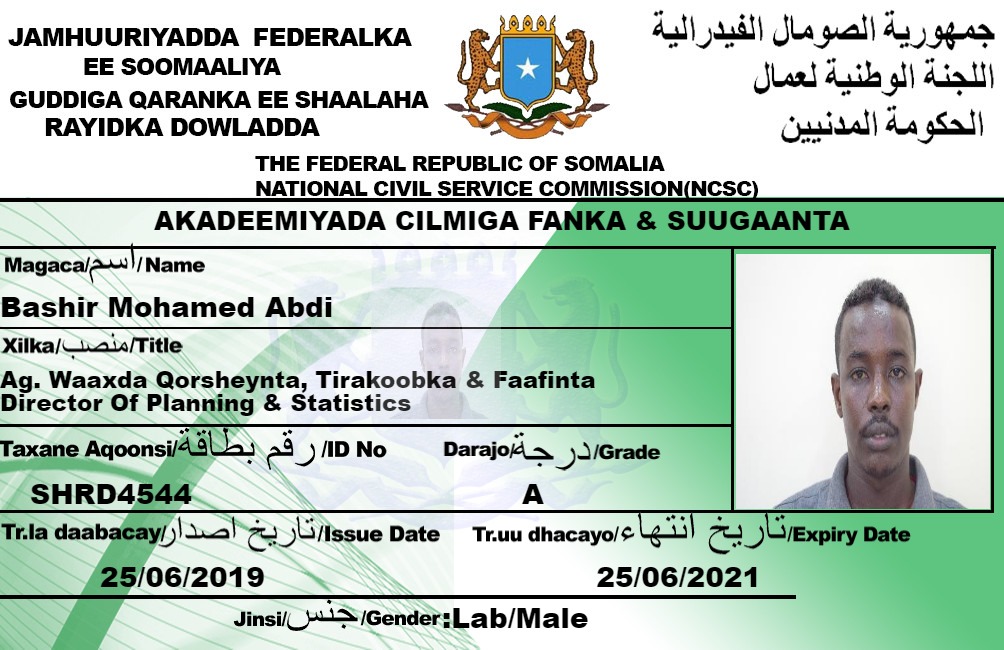 JAMHUURIYADDA FEDERALKA
EE SOOMAALIYA
GUDDIGA QARANKA EE SHAALAHA
RAYIDKA DOWLADDA
جمهورية الصومال الفيدرالية
اللجنة الوطنية لعمال
الحكومة المدنيين
THE FEDERAL REPUBLIC OF SOMALIA
NATIONAL CIVIL SERVICE COMMISSION(NCSC)
AKADEEMIYADA CILMIGA FANKA & SUUGAANTA
Magaca/اسم/Name
Bashir Mohamed Abdi
Xilka/منصب/Title
Ag. Waaxda Qorsheynta, Tirakoobka & Faafinta
Director Of Planning & Statistics
Taxane Aqoonsi/رقم بطاقة/ID No
Darajo/درجة/Grade
SHRD4544
A
Tr.la daabacay/تاريخ اصدار/Issue Date
Tr.uu dhacayo/تاريخ انتهاء/Expiry Date
25/06/2019
25/06/2021
Jinsi/جنس/Gender:Lab/Male